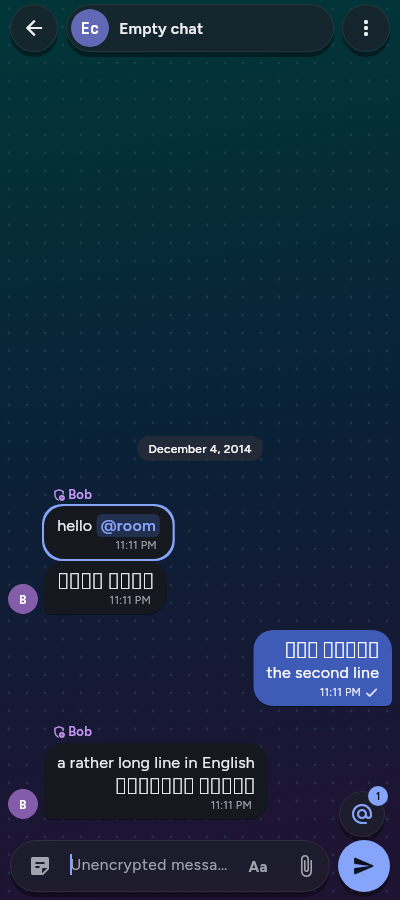 Ec Empty chat
December 4, 2014
Bob
hello @room
11:11 PM
B
11:11 PM
the second line
11:11 PM
Bob
a rather long line in English
B
11:11 PM
1
@
Unencrypted messa...
Aa